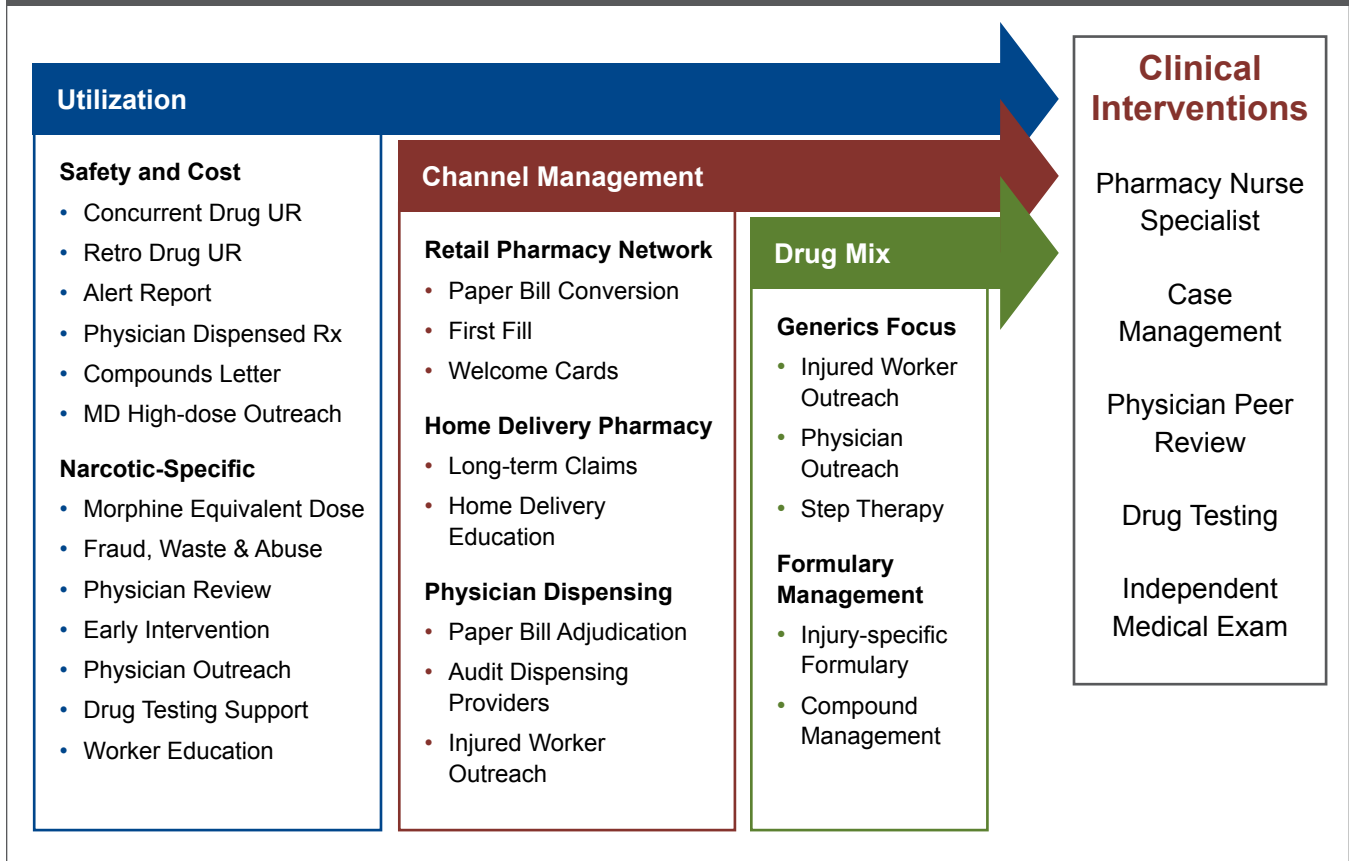 Utilization
Safety and Cost
• Concurrent Drug UR
• Retro Drug UR
• Alert Report
• Physician Dispensed Rx
• Compounds Letter
• MD High-dose Outreach
Narcotic-Specific
• Morphine Equivalent Dose
• Fraud, Waste & Abuse
• Physician Review
• Early Intervention
• Physician Outreach
• Drug Testing Support
• Worker Education
Channel Management
Retail Pharmacy Network
• Paper Bill Conversion
• First Fill
• Welcome Cards
Home Delivery Pharmacy
• Long-term Claims
• Home Delivery
Education
Physician Dispensing
• Paper Bill Adjudication
• Audit Dispensing
Providers
• Injured Worker
Outreach
Drug Mix
Generics Focus
• Injured Worker
Outreach
• Physician
Outreach
• Step Therapy
Formulary
Management
• Injury-specific
Formulary
• Compound
Management
Clinical
Interventions
Pharmacy Nurse
Specialist
Case
Management
Physician Peer
Review
Drug Testing
Independent
Medical Exam